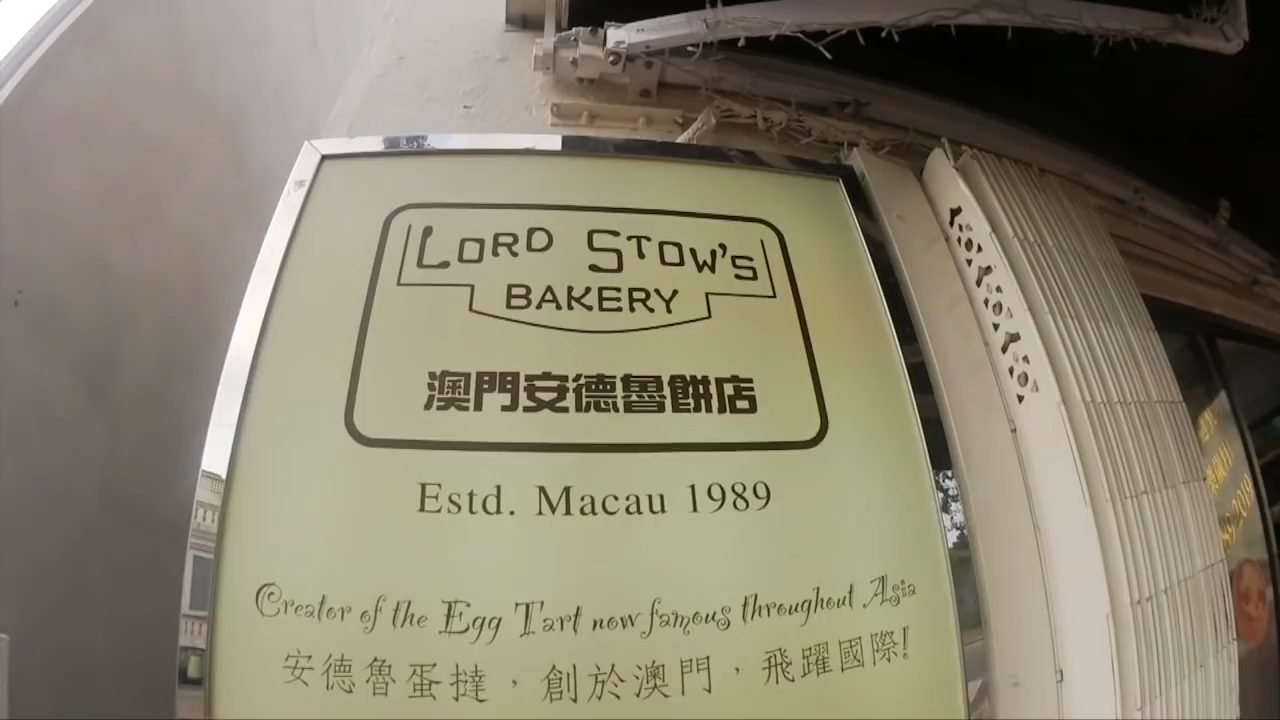 LORD STOW'S
BAKERY
澳門安德魯餅店
Estd. Macau 1989
Creator of the Egg Tart now famous throughout Asia
安德魯蛋撻，創於澳門，飛躍國際!